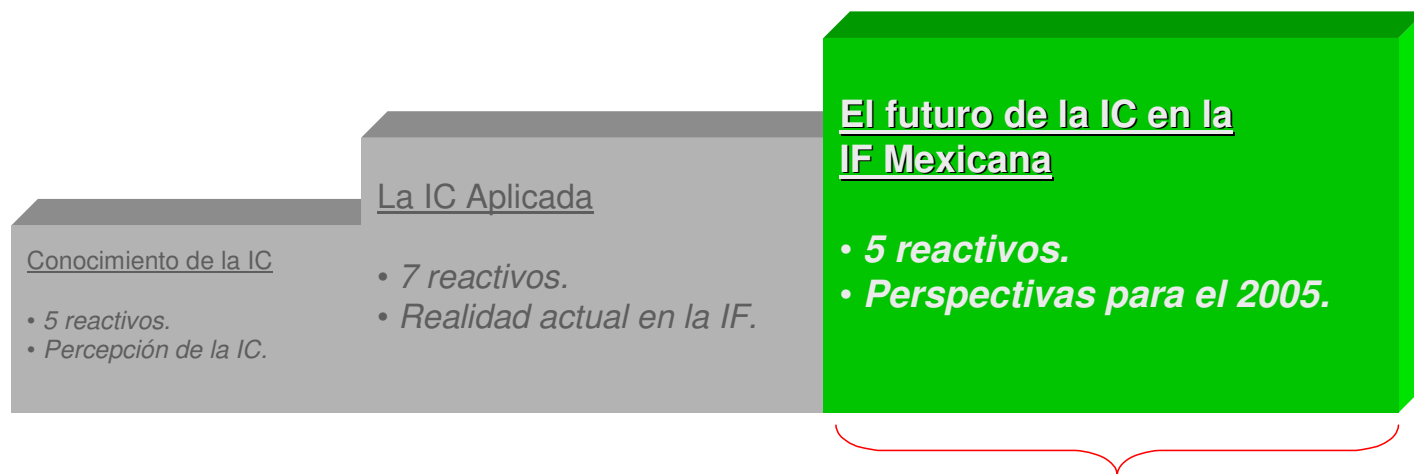 Conocimiento de la IC
• 5 reactivos.
• Percepción de la IC.
La IC Aplicada
• 7 reactivos.
• Realidad actual en la IF.
El futuro de la IC en la
IF Mexicana
• 5 reactivos.
• Perspectivas para el 2005.